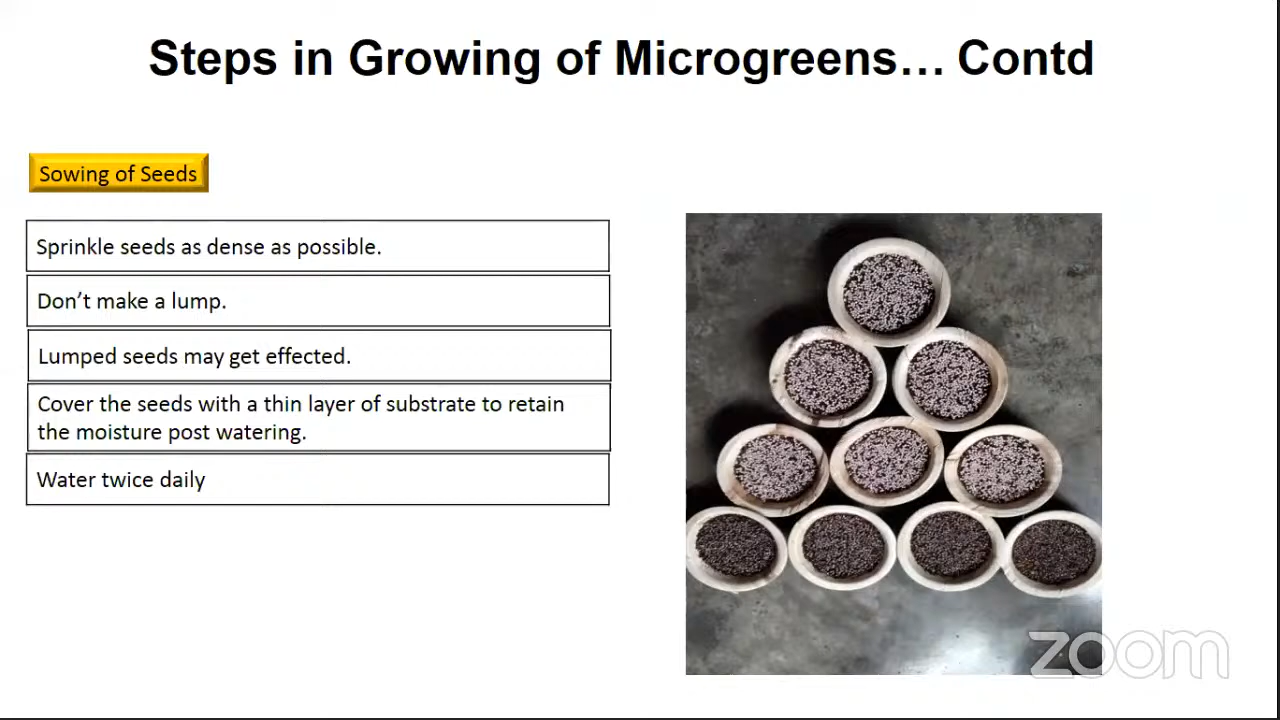 Steps in Growing of Microgreens… Contd
Sowing of Seeds
Sprinkle seeds as dense as possible.
Don’t make a lump.
Lumped seeds may get effected.
Cover the seeds with a thin layer of substrate to retain
the moisture post watering.
Water twice daily
zoom